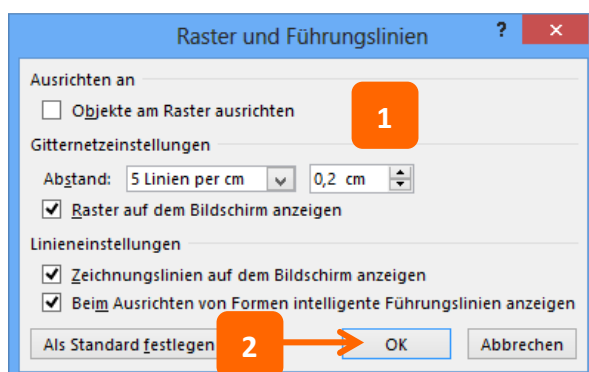 Raster und Führungslinien ? ×
Ausrichten an
Objekte am Raster ausrichten
1
Gitternetzeinstellungen
Abstand: 5 Linien per cm 0,2 cm
Raster auf dem Bildschirm anzeigen
Linieneinstellungen
Zeichnungslinien auf dem Bildschirm anzeigen
Beim Ausrichten von Formen intelligente Führungslinien anzeigen
Als Standard festlegen 2 OK Abbrechen